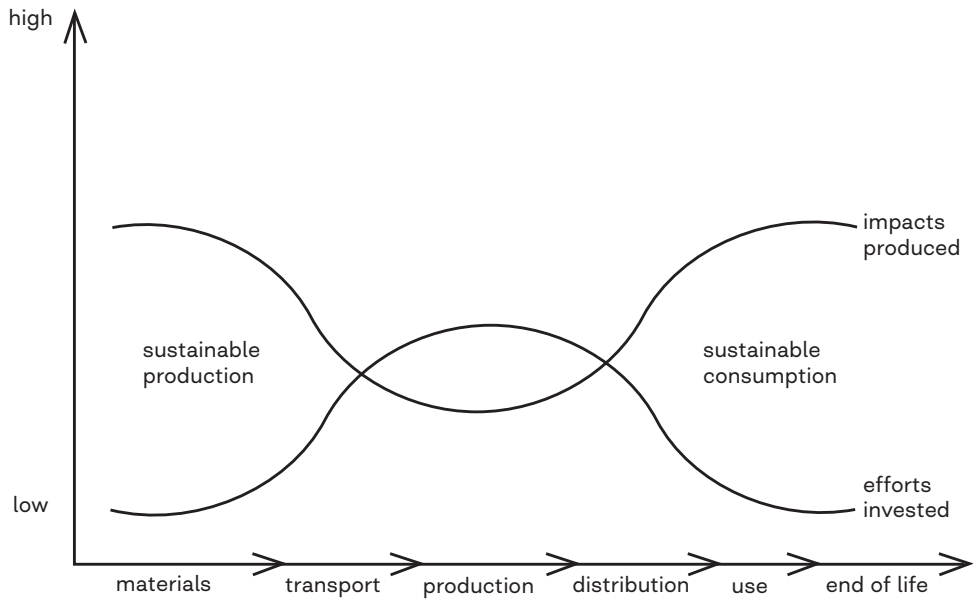 high
impacts
produced
sustainable
production
sustainable
consumption
efforts
invested
low
materials
transport
production
distribution
use
end of life